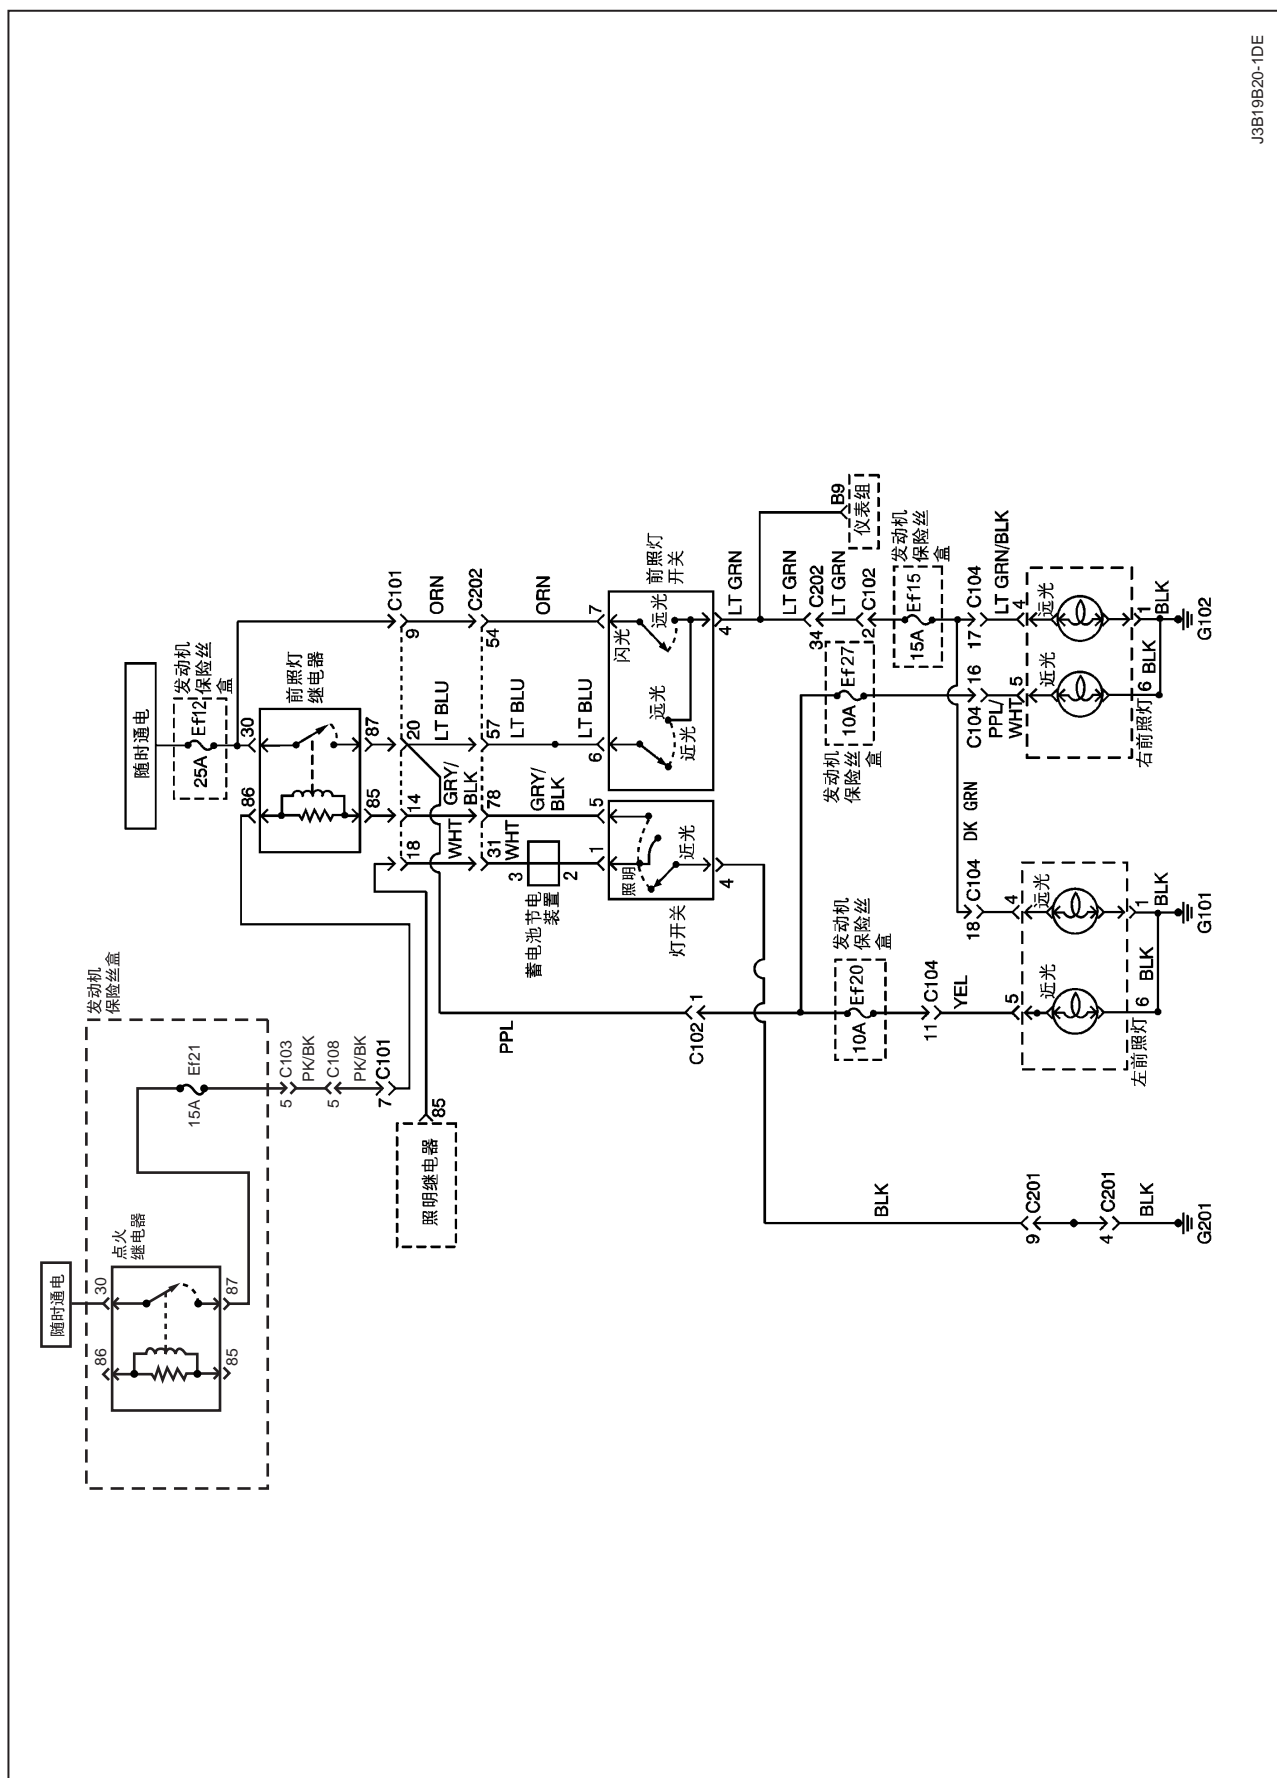 J3B19B20-1DE
随时通电
发动机
保险丝
盒
Ef12
25A
30
86
前照灯
继电器
87
85
C101
9
20
14
18
ORN
LT BLU
GRY/
BLK
WHT
C202
54
57
78
31
ORN
LT BLU
LT BLU
GRY/
BLK
WHT
3
2
蓄电池节电
装置
7
6
5
1
前照灯
开关
闪光
远光
远光
近光
照明
近光
灯开关
4
4
LT GRN
B9
仪表组
LT GRN
C202
34
LT GRN
C102
2
发动机
保险丝
盒
Ef15
15A
发动机
保险丝
盒
Ef27
10A
C104
17
16
C104
LT GRN/BLK
PPL/
WHT
4
5
远光
近光
右前照灯
1
6
BLK
BLK
G102
DK GRN
C104
18
4
远光
近光
左前照灯
1
6
BLK
BLK
G101
发动机
保险丝
盒
Ef20
10A
C104
11
YEL
5
PPL
C102
1
BLK
C201
9
C201
4
BLK
G201
照明继电器
85
发动机
保险丝盒
Ef21
15A
C103
5
PK/BK
C108
5
PK/BK
C101
7
点火
继电器
30
86
87
85
随时通电